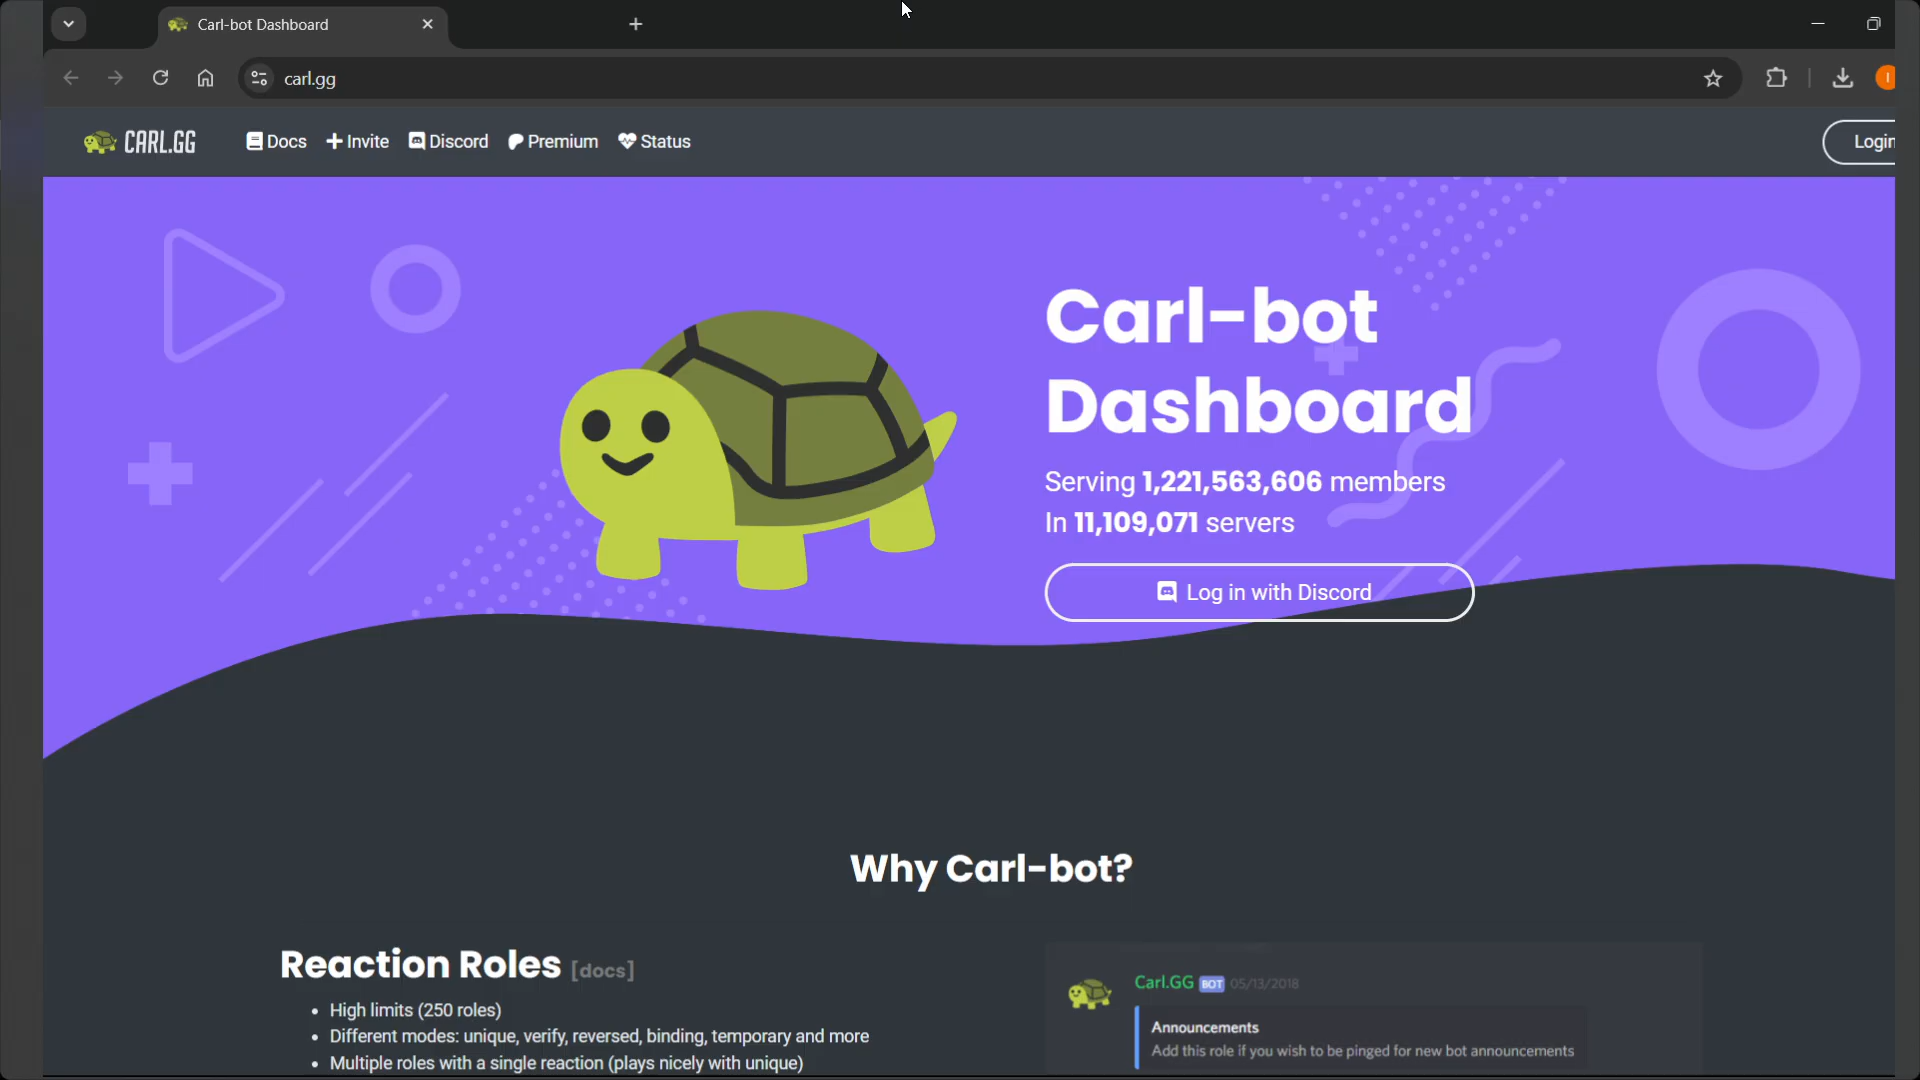 Carl-bot Dashboard
carl.gg
I
CARL.GG
Docs
Invite
Discord
Premium
Status
Login
Carl-bot
Dashboard
Serving 1,221,563,606 members
In 11,109,071 servers
Log in with Discord
Why Carl-bot?
Reaction Roles [docs]
High limits (250 roles)
Different modes: unique, verify, reversed, binding, temporary and more
Multiple roles with a single reaction (plays nicely with unique)
Carl.GG BOT 05/13/2018
Announcements
Add this role if you wish to be pinged for new bot announcements